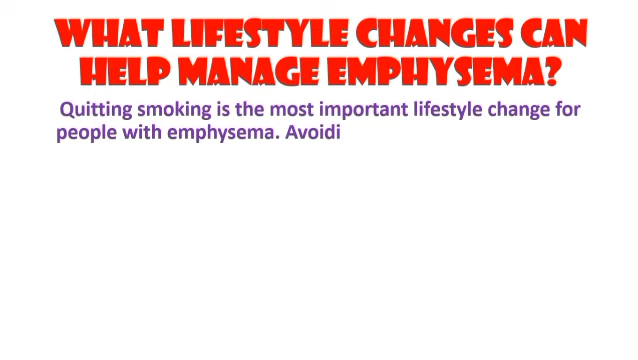 WHAT LIFESTYLE CHANGES CAN
HELP MANAGE EMPHYSEMA?
Quitting smoking is the most important lifestyle change for
people with emphysema. Avoidi